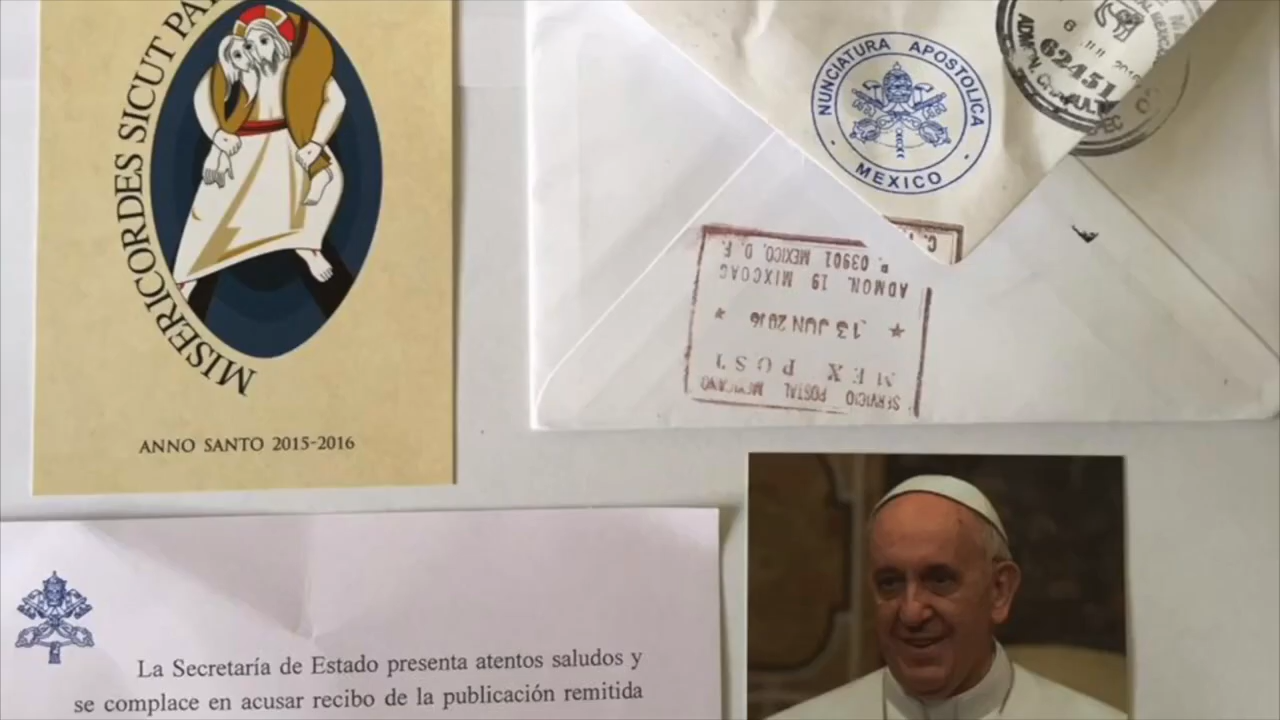 MISERICORDES SICUT
ANNO SANTO 2015-2016
NUNCIATURA APOSTOLICA
MEXICO
62451
SERVICIO POSTAL MEXICANO
MEX POST
★ 13 JUN 2016 ★
ADMON. 19 MIXCOAC
03901 MEXICO, D. F.
La Secretaría de Estado presenta atentos saludos y
se complace en acusar recibo de la publicación remitida